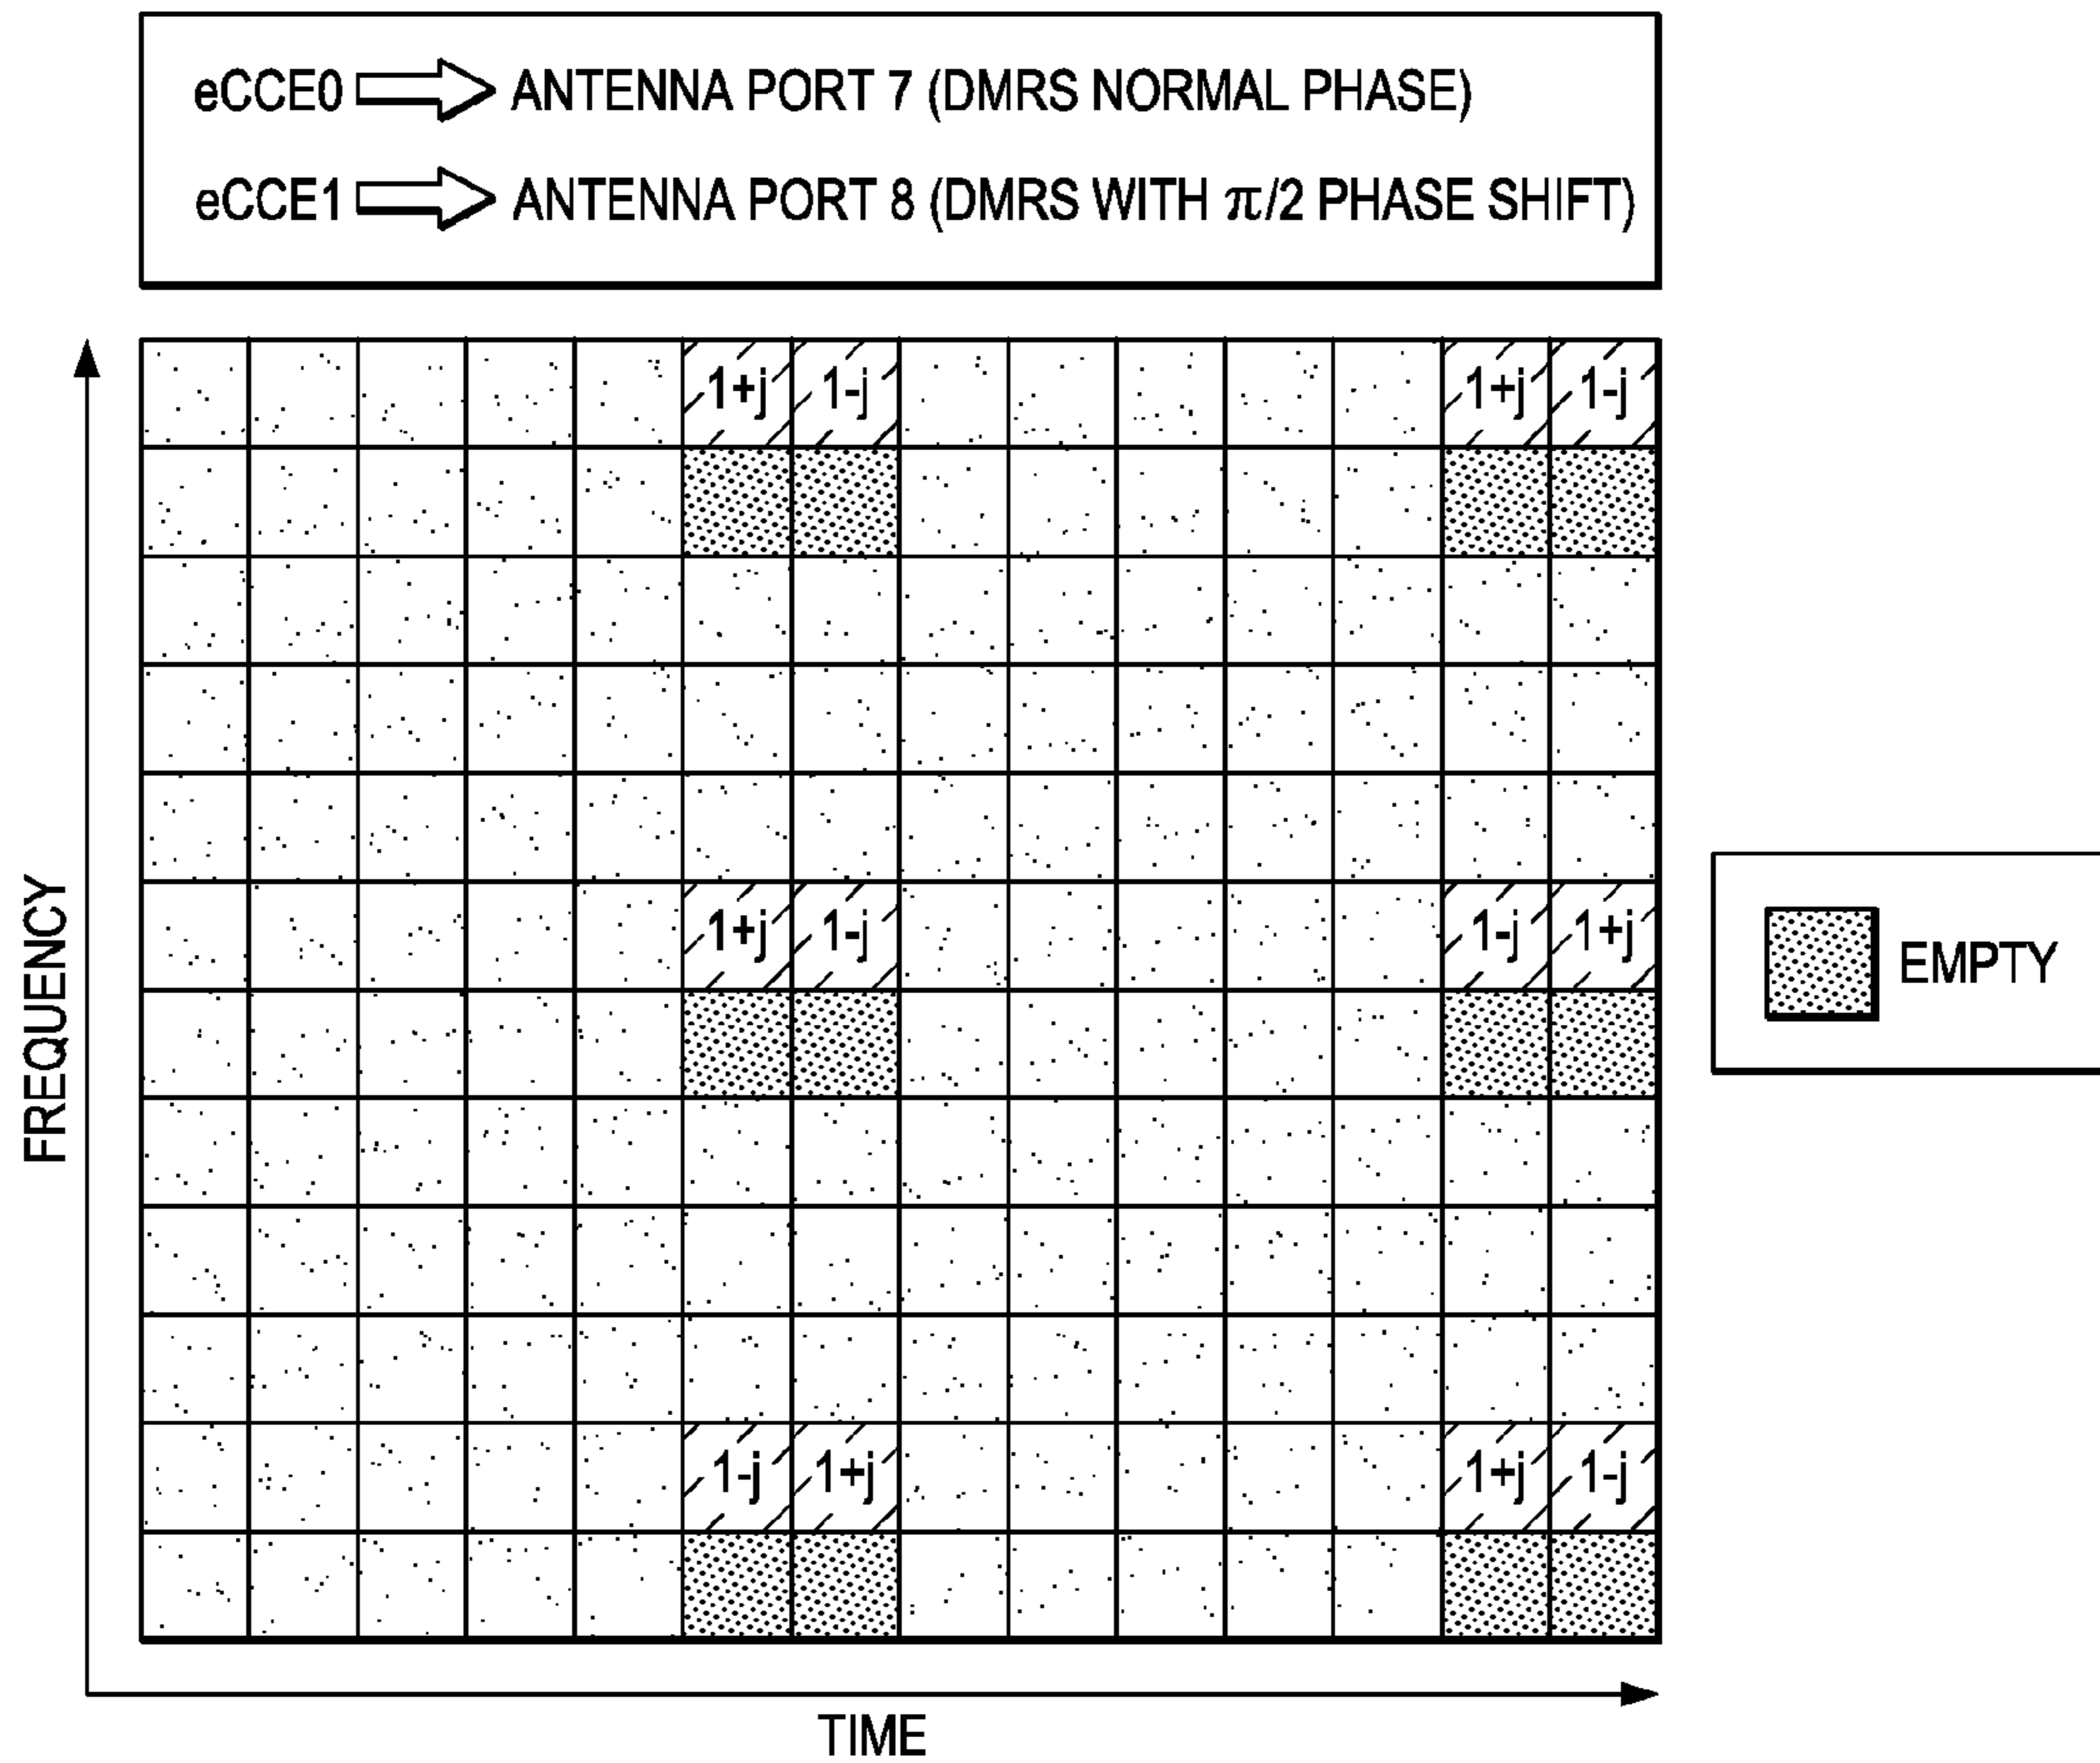 eCCE0 ANTENNA PORT 7 (DMRS NORMAL PHASE)
eCCE1 ANTENNA PORT 8 (DMRS WITH π/2 PHASE SHIFT)
1+j 1-j 1+j 1-j
1+j 1-j 1-j 1+j
1-j 1+j 1+j 1-j
FREQUENCY
TIME
EMPTY